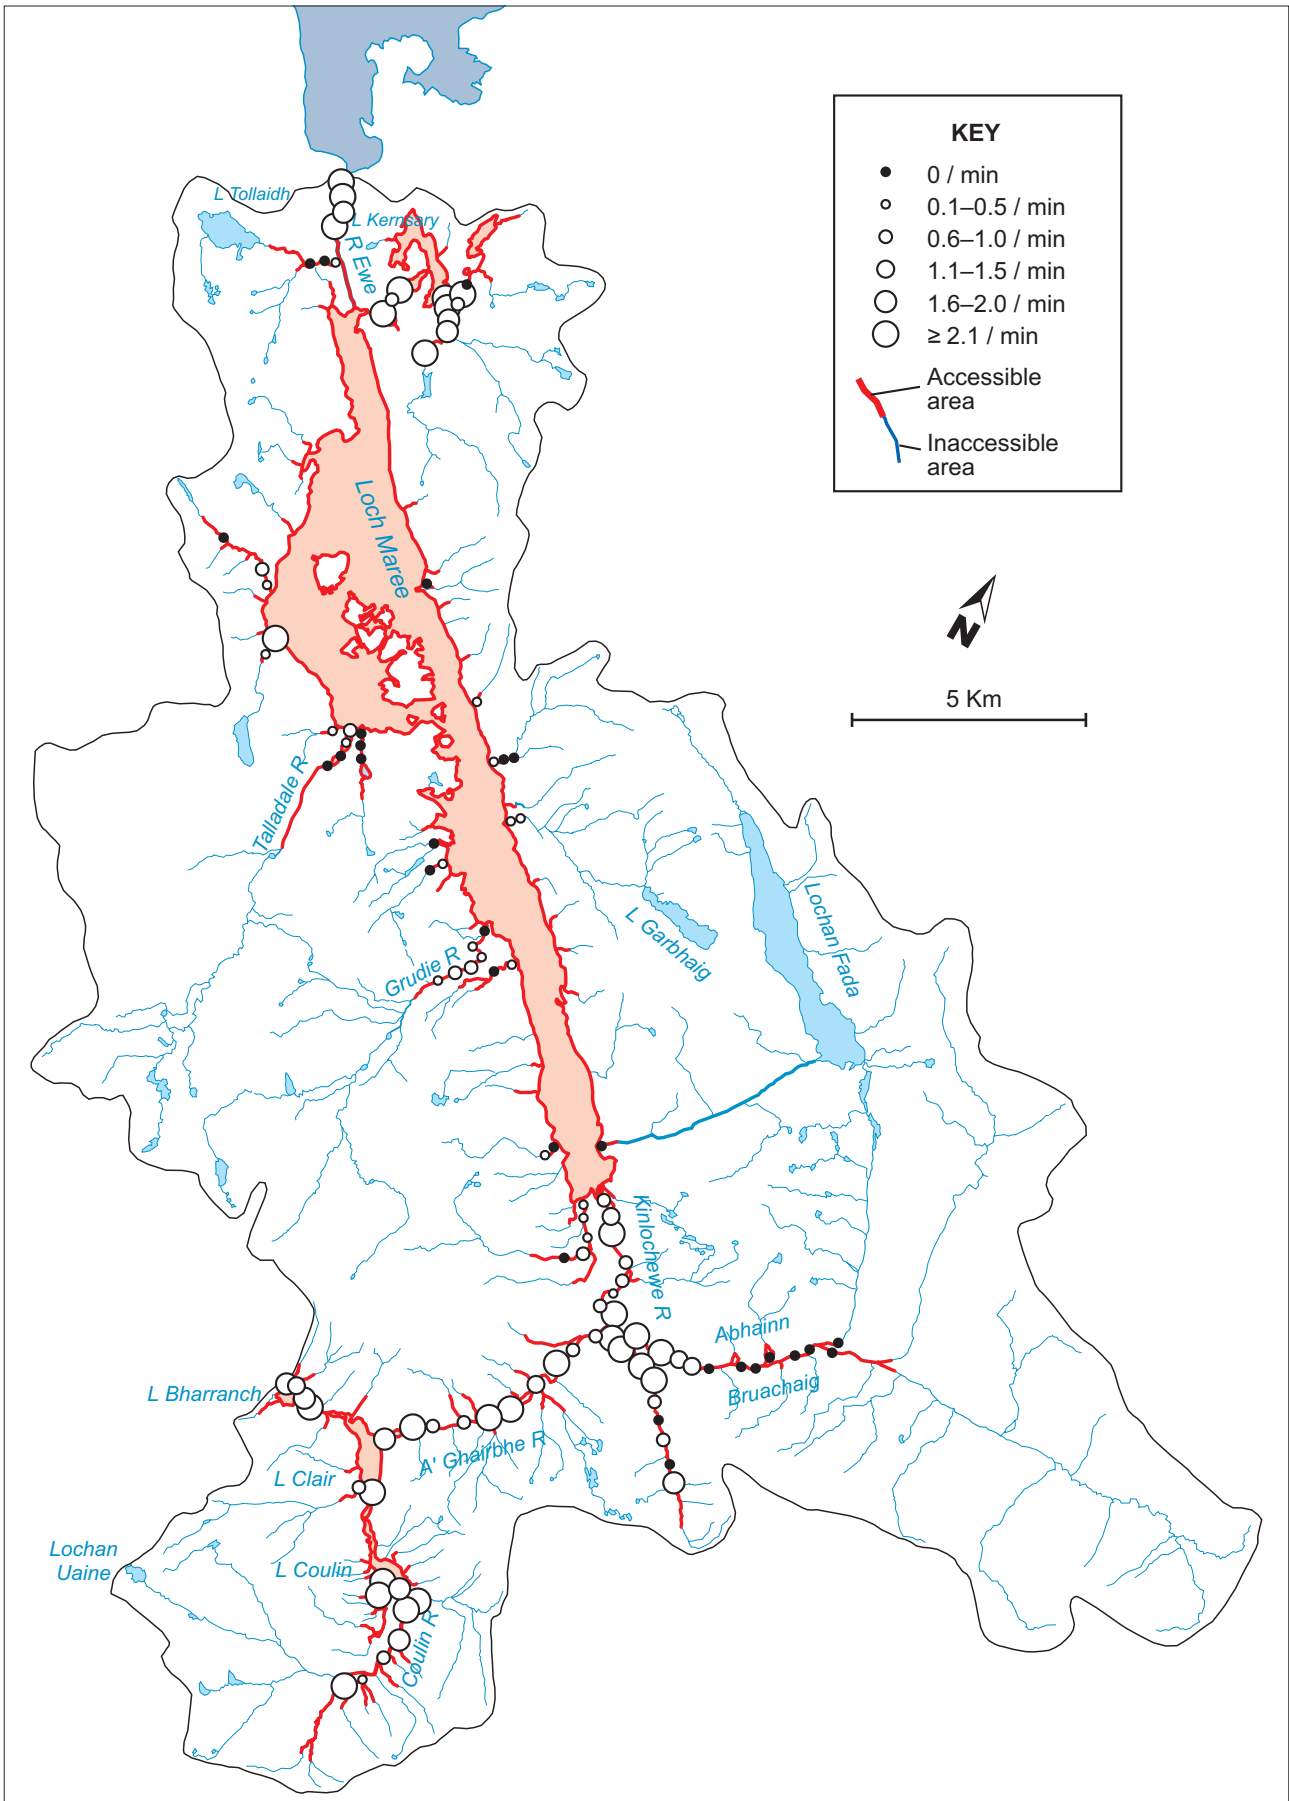 KEY
0 / min
0.1–0.5 / min
0.6–1.0 / min
1.1–1.5 / min
1.6–2.0 / min
≥ 2.1 / min
Accessible
area
Inaccessible
area
L Tollaidh
L Kernsary
R Ewe
Loch Maree
N
5 Km
Talladale R
Lochan Fada
L Garbhaig
Grudie R
Kinlochewe R
Abhainn
Bruachaig
L Bharranch
A' Ghairbhe R
L Clair
Lochan
Uaine
L Coulin
Coulin R